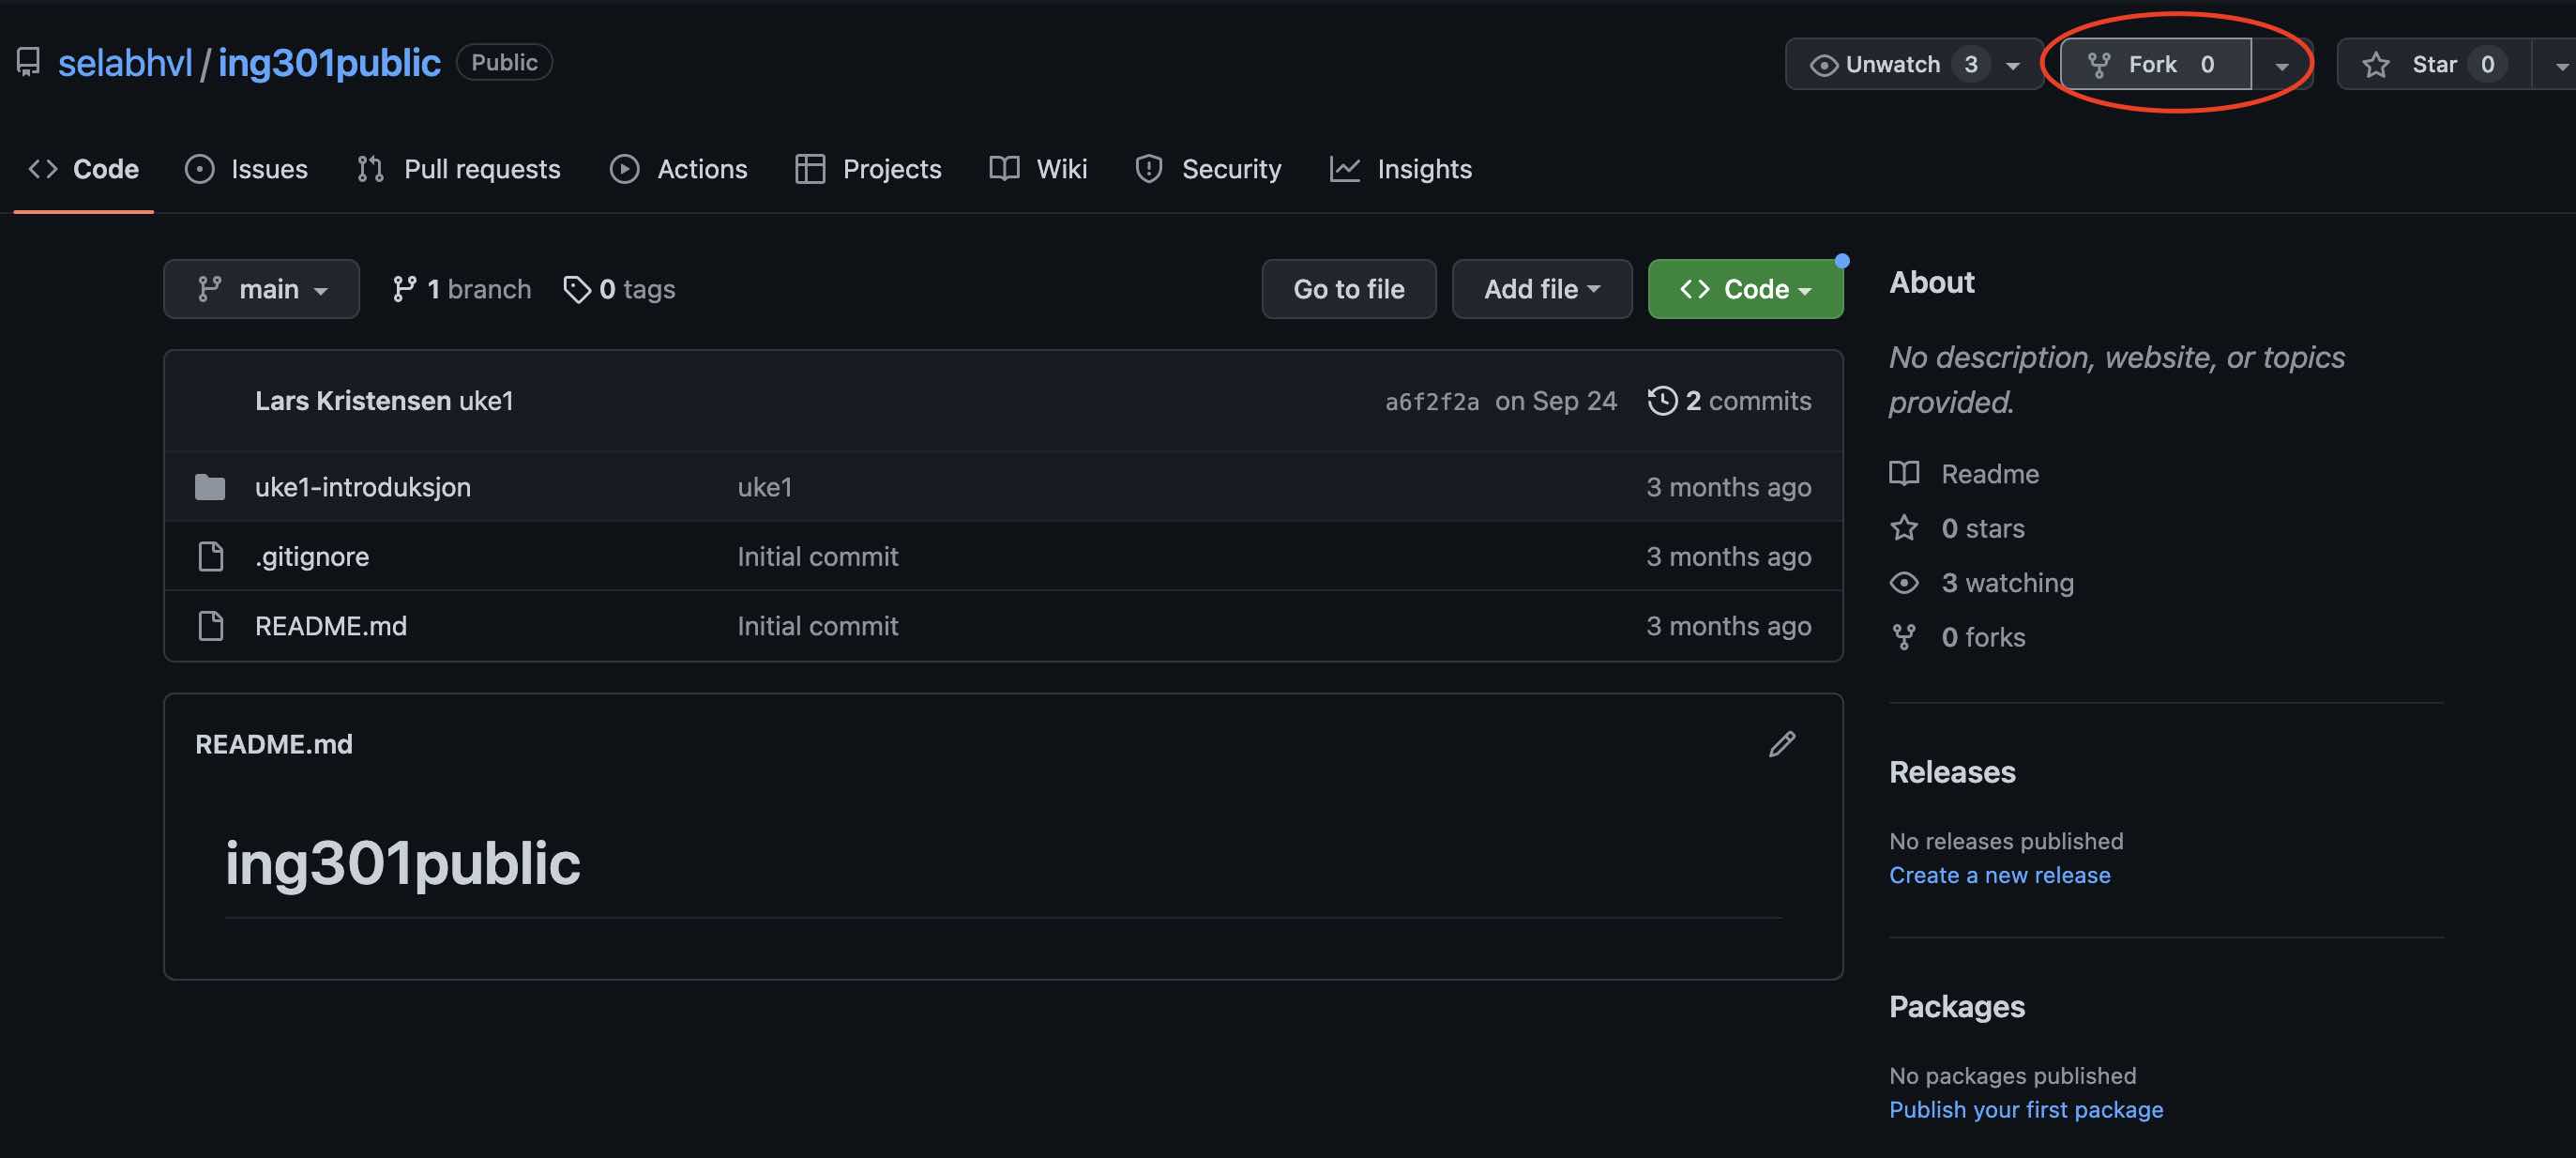 selabhvl / ing301public Public Unwatch 3 Fork 0 Star 0
Code Issues Pull requests Actions Projects Wiki Security Insights
main 1 branch 0 tags Go to file Add file Code
Lars Kristensen uke1 a6f2f2a on Sep 24 2 commits
uke1-introduksjon uke1 3 months ago
.gitignore Initial commit 3 months ago
README.md Initial commit 3 months ago
README.md
ing301public
About
No description, website, or topics
provided.
Readme
0 stars
3 watching
0 forks
Releases
No releases published
Create a new release
Packages
No packages published
Publish your first package